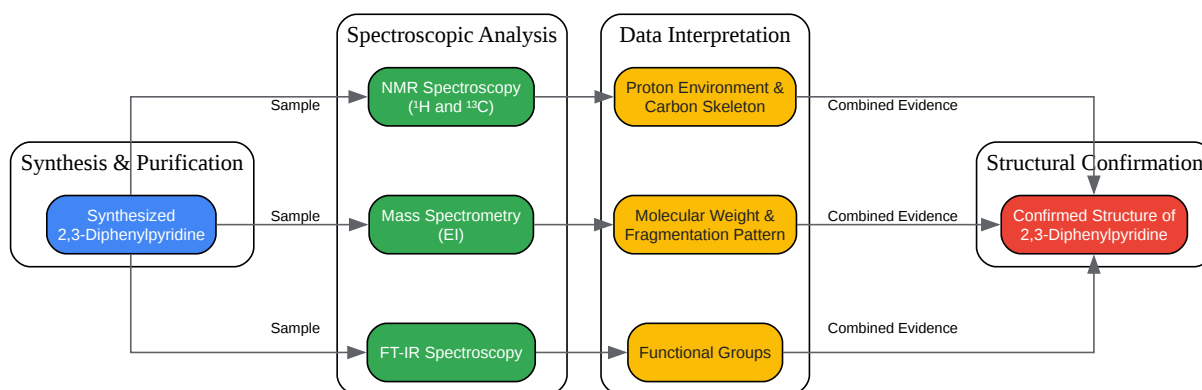 Spectroscopic Analysis
Data Interpretation
NMR Spectroscopy
(¹H and ¹³C)
Proton Environment &
Carbon Skeleton
Sample
Combined Evidence
Synthesis & Purification
Structural Confirmation
Synthesized
2,3-Diphenylpyridine
Sample
Mass Spectrometry
(EI)
Molecular Weight &
Fragmentation Pattern
Combined Evidence
Confirmed Structure of
2,3-Diphenylpyridine
Sample
Combined Evidence
FT-IR Spectroscopy
Functional Groups